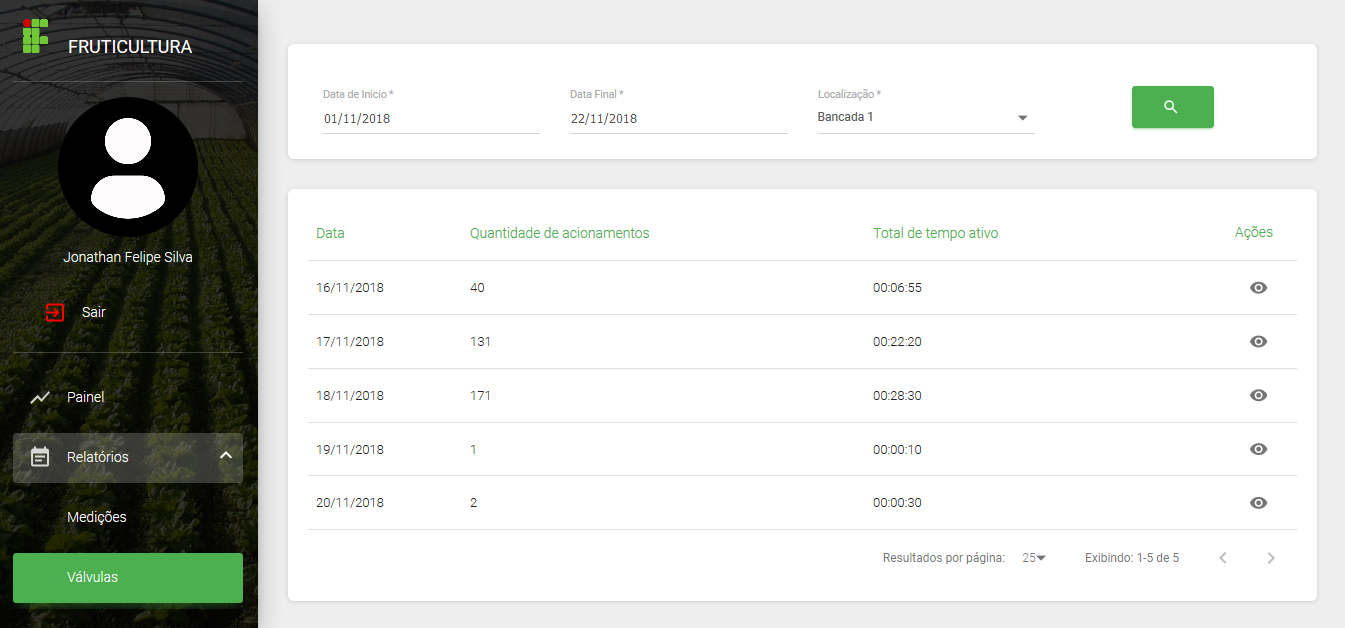 FRUTICULTURA
Jonathan Felipe Silva
Sair
Painel
Relatórios
Medições
Válvulas
Data de Inicio * Data Final * Localização *
01/11/2018 22/11/2018 Bancada 1
Data Quantidade de acionamentos Total de tempo ativo Ações
16/11/2018 40 00:06:55
17/11/2018 131 00:22:20
18/11/2018 171 00:28:30
19/11/2018 1 00:00:10
20/11/2018 2 00:00:30
Resultados por página: 25 Exibindo: 1-5 de 5